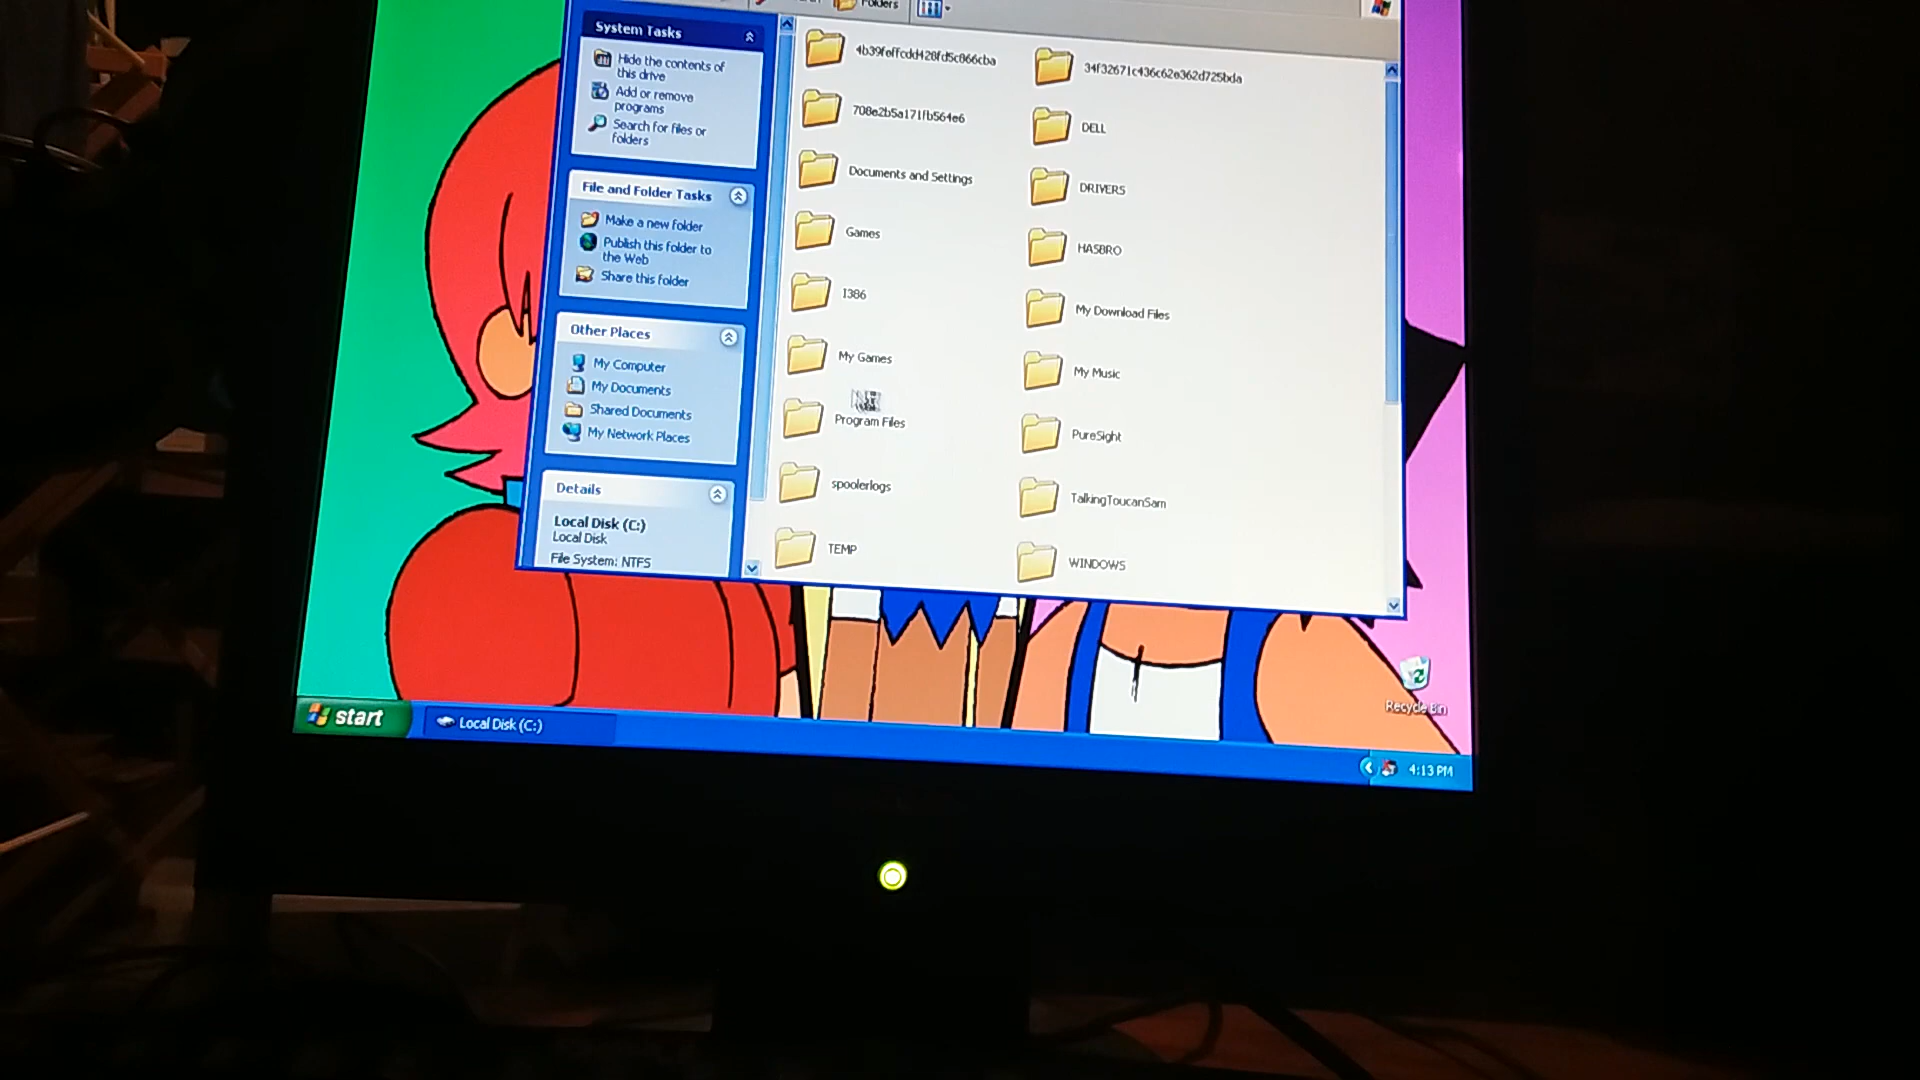 Folders
System Tasks
Hide the contents of
this drive
Add or remove
programs
Search for files or
folders
File and Folder Tasks
Make a new folder
Publish this folder to
the Web
Share this folder
Other Places
My Computer
My Documents
Shared Documents
My Network Places
Details
Local Disk (C:)
Local Disk
File System: NTFS
708e2b5a171fb564e6
Documents and Settings
Games
I386
My Games
Program Files
spoolerlogs
TEMP
34f32671c436c62e362d725bda
DELL
DRIVERS
HASBRO
My Download Files
My Music
PureSight
TalkingToucanSam
WINDOWS
Recycle Bin
start
Local Disk (C:)
4:13 PM